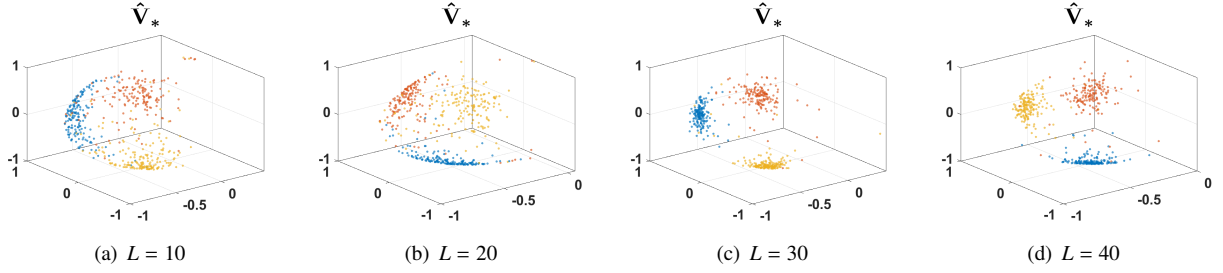 V̂* V̂* V̂* V̂*
1 1 1 1
0 0 0 0
-1 -1 -1 -1
1 1 1 1
0 0 0 0
0 0 0 0
-0.5 -0.5 -0.5 -0.5
-1 -1 -1 -1 -1 -1 -1 -1
(a) L = 10 (b) L = 20 (c) L = 30 (d) L = 40